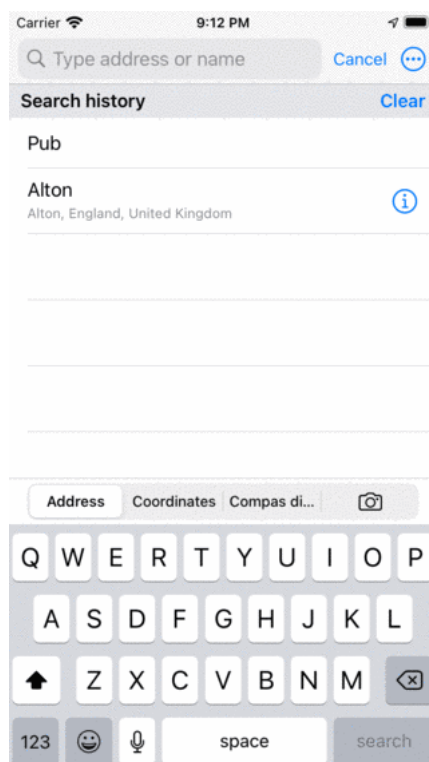 Carrier 9:12 PM
Type address or name Cancel
Search history Clear
Pub
Alton
Alton, England, United Kingdom
Address Coordinates Compas di...
Q W E R T Y U I O P
A S D F G H J K L
Z X C V B N M
123 space search